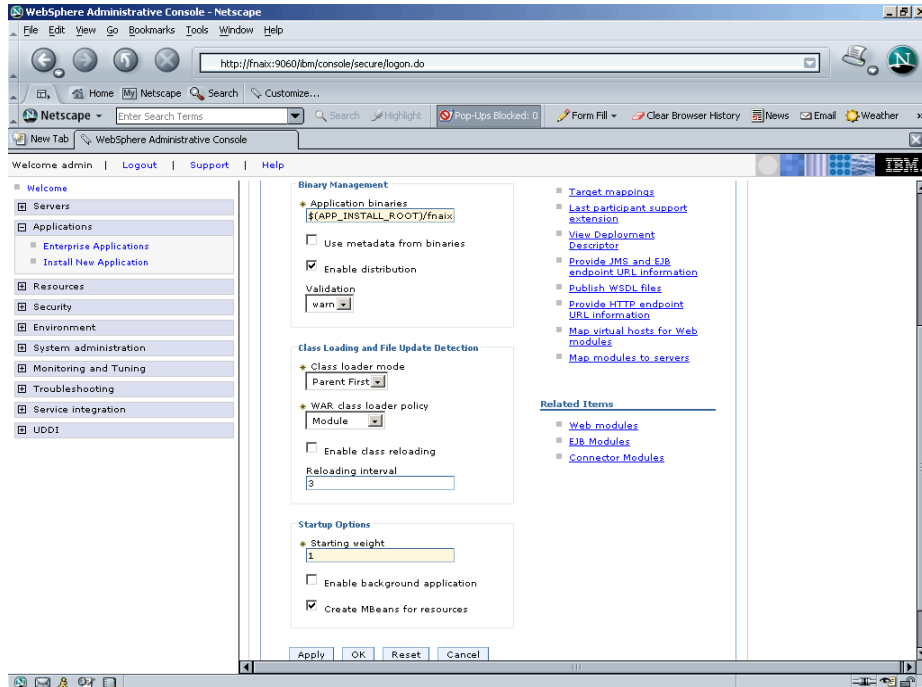 WebSphere Administrative Console - Netscape
File Edit View Go Bookmarks Tools Window Help
http://fnaix:9060/ibm/console/secure/logon.do
Home My Netscape Search Customize...
Netscape Enter Search Terms Search Highlight Pop-Ups Blocked: 0 Form Fill Clear Browser History News Email Weather »
New Tab WebSphere Administrative Console
Welcome admin | Logout | Support | Help
IBM.
Welcome
Servers
Applications
Enterprise Applications
Install New Application
Resources
Security
Environment
System administration
Monitoring and Tuning
Troubleshooting
Service integration
UDDI
Binary Management
Application binaries
$(APP_INSTALL_ROOT)/fnaix
Use metadata from binaries
Enable distribution
Validation
warn
Class Loading and File Update Detection
Class loader mode
Parent First
WAR class loader policy
Module
Enable class reloading
Reloading interval
3
Startup Options
Starting weight
1
Enable background application
Create MBeans for resources
Apply OK Reset Cancel
Target mappings
Last participant support
extension
View Deployment
Descriptor
Provide JMS and EJB
endpoint URL information
Publish WSDL files
Provide HTTP endpoint
URL information
Map virtual hosts for Web
modules
Map modules to servers
Related Items
Web modules
EJB Modules
Connector Modules